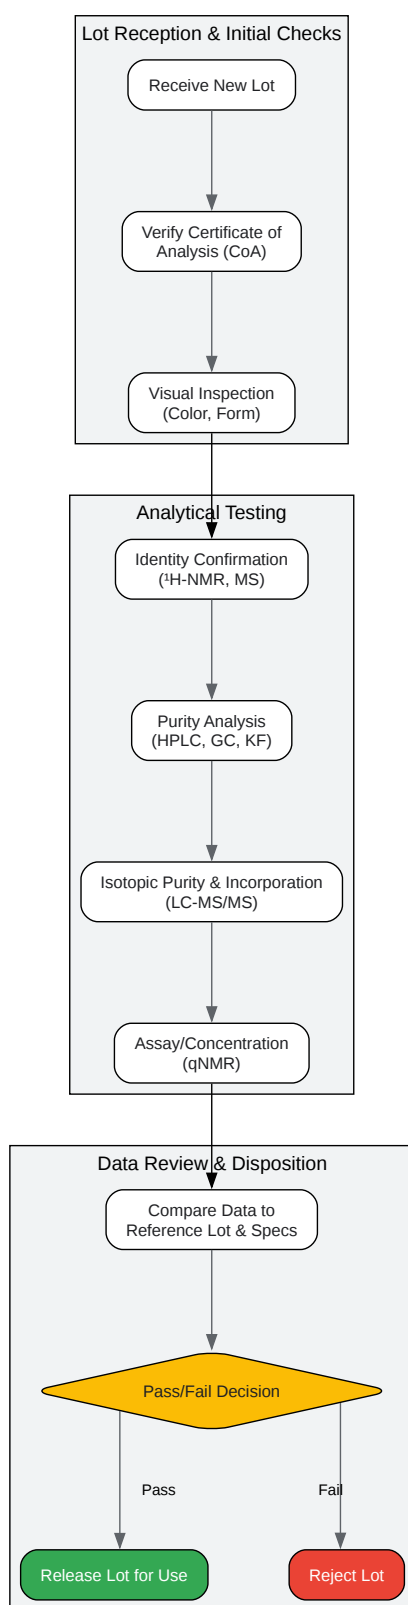 Lot Reception & Initial Checks
Receive New Lot
Verify Certificate of
Analysis (CoA)
Visual Inspection
(Color, Form)
Analytical Testing
Identity Confirmation
(¹H-NMR, MS)
Purity Analysis
(HPLC, GC, KF)
Isotopic Purity & Incorporation
(LC-MS/MS)
Assay/Concentration
(qNMR)
Data Review & Disposition
Compare Data to
Reference Lot & Specs
Pass/Fail Decision
Pass
Fail
Release Lot for Use
Reject Lot